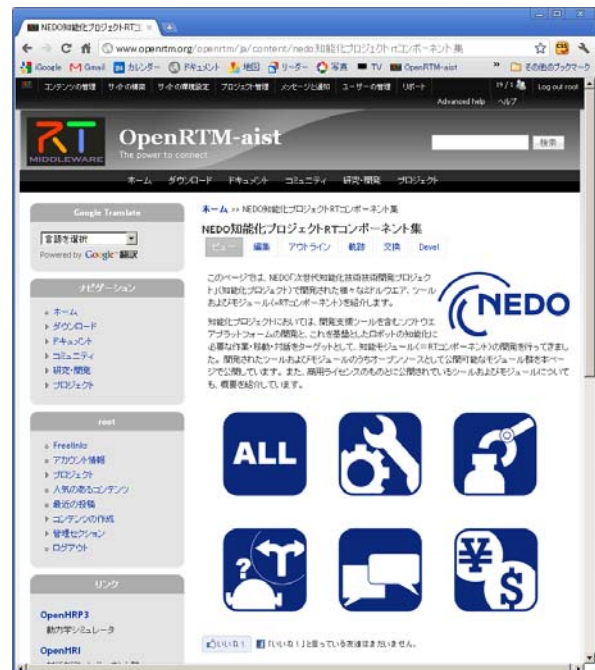 NEDO知能化プロジェクトRTコ
www.openrtm.org/openrtm/ja/content/nedo知能化プロジェクトrtコンポーネント集
iGoogle Gmail カレンダー ドキュメント 地図 リーダー 写真 TV OpenRTM-aist » その他のブックマーク
コンテンツの管理 サイトの構築 サイトの環境設定 プロジェクト管理 メッセージと通知 ユーザーの管理 リポート Log out root
Advanced help ヘルプ
RT
MIDDLEWARE
OpenRTM-aist
The power to connect
検索
ホーム ダウンロード ドキュメント コミュニティ 研究・開発 プロジェクト
Google Translate
言語を選択
Powered by Google 翻訳
ナビゲーション
ホーム
ダウンロード
ドキュメント
コミュニティ
研究・開発
プロジェクト
root
Freelinks
アカウント情報
プロジェクト
人気のあるコンテンツ
最近の投稿
コンテンツの作成
管理セクション
ログアウト
リンク
OpenHRP3
動力学シミュレータ
OpenHRI
ホーム >> NEDO知能化プロジェクトRTコンポーネント集
NEDO知能化プロジェクトRTコンポーネント集
ビュー 編集 アウトライン 軌跡 交換 Devel
このページでは、NEDO「次世代知能化技術技術開発プロジェク
ト」(知能化プロジェクト)で開発された様々なミドルウエア、ツール
およびモジュール(=RTコンポーネント)を紹介します。
NEDO
知能化プロジェクトにおいては、開発支援ツールを含むソフトウエ
アプラットフォームの開発と、これを基盤としたロボットの知能化に
必要な作業・移動・対話をターゲットとして、知能モジュール(=RTコンポーネント)の開発を行ってきまし
た。開発されたツールおよびモジュールのうちオープンソースとして公開可能なモジュール群を本ペー
ジで公開しています。また、商用ライセンスのものとに公開されているツールおよびモジュールについて
も、概要を紹介しています。
ALL
?
¥
$
いいね!
「いいね!」と言っている友達はまだいません。